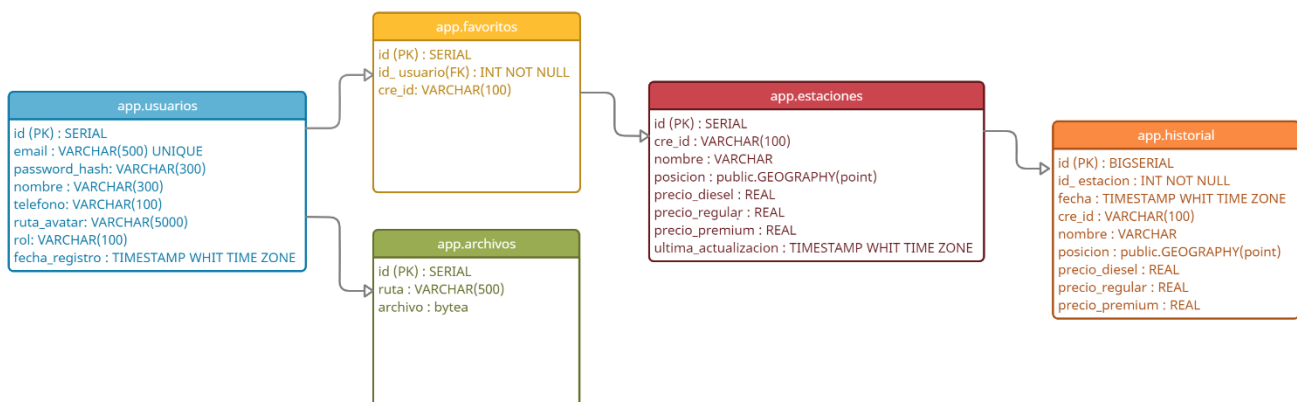 app.usuarios
id (PK) : SERIAL
email : VARCHAR(500) UNIQUE
password_hash: VARCHAR(300)
nombre : VARCHAR(300)
telefono: VARCHAR(100)
ruta_avatar: VARCHAR(5000)
rol: VARCHAR(100)
fecha_registro : TIMESTAMP WHIT TIME ZONE
app.favoritos
id (PK) : SERIAL
id_ usuario(FK) : INT NOT NULL
cre_id: VARCHAR(100)
app.archivos
id (PK) : SERIAL
ruta : VARCHAR(500)
archivo : bytea
app.estaciones
id (PK) : SERIAL
cre_id : VARCHAR(100)
nombre : VARCHAR
posicion : public.GEOGRAPHY(point)
precio_diesel : REAL
precio_regular : REAL
precio_premium : REAL
ultima_actualizacion : TIMESTAMP WHIT TIME ZONE
app.historial
id (PK) : BIGSERIAL
id_ estacion : INT NOT NULL
fecha : TIMESTAMP WHIT TIME ZONE
cre_id : VARCHAR(100)
nombre : VARCHAR
posicion : public.GEOGRAPHY(point)
precio_diesel : REAL
precio_regular : REAL
precio_premium : REAL